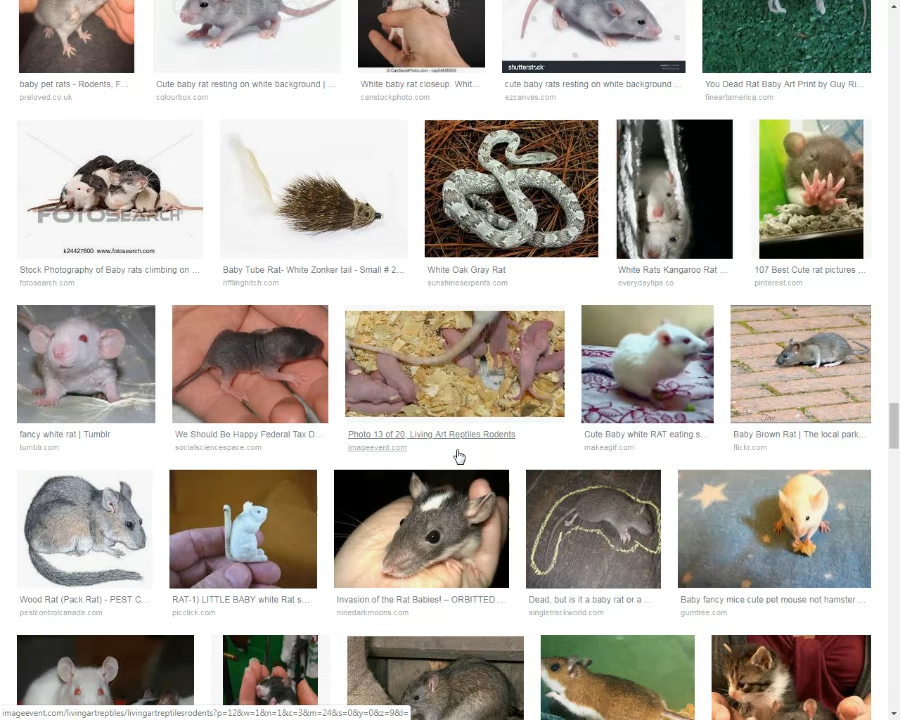 shutterstock
baby pet rats - Rodents, F...
preloved.co.uk
Cute baby rat resting on white background | ...
colourbox.com
White baby rat closeup. Whit...
canstockphoto.com
cute baby rats resting on white background ...
ezcanvas.com
You Dead Rat Baby Art Print by Guy Ri...
fineartamerica.com
FOTOSEARCH
k24427600 www.fotosearch.com
Stock Photography of Baby rats climbing on ...
fotosearch.com
Baby Tube Rat- White Zonker tail - Small # 2...
rifflinghitch.com
White Oak Gray Rat
sunshineserpents.com
White Rats Kangaroo Rat ...
everydaytips.co
107 Best Cute rat pictures ...
pinterest.com
fancy white rat | Tumblr
tumblr.com
We Should Be Happy Federal Tax D...
socialsciencespace.com
Photo 13 of 20, Living Art Reptiles Rodents
imageevent.com
Cute Baby white RAT eating s...
makeagif.com
Baby Brown Rat | The local park...
flickr.com
Wood Rat (Pack Rat) - PEST C...
pestcontrolcanada.com
RAT-1) LITTLE BABY white Rat s...
picclick.com
Invasion of the Rat Babies! – ORBITTED ...
ninedarkmoons.com
Dead, but is it a baby rat or a ...
singletrackworld.com
Baby fancy mice cute pet mouse not hamster ...
gumtree.com
imageevent.com/livingartreptiles/livingartreptilesrodents?p=12&w=1&n=1&c=3&m=24&s=0&y=0&z=9&l=